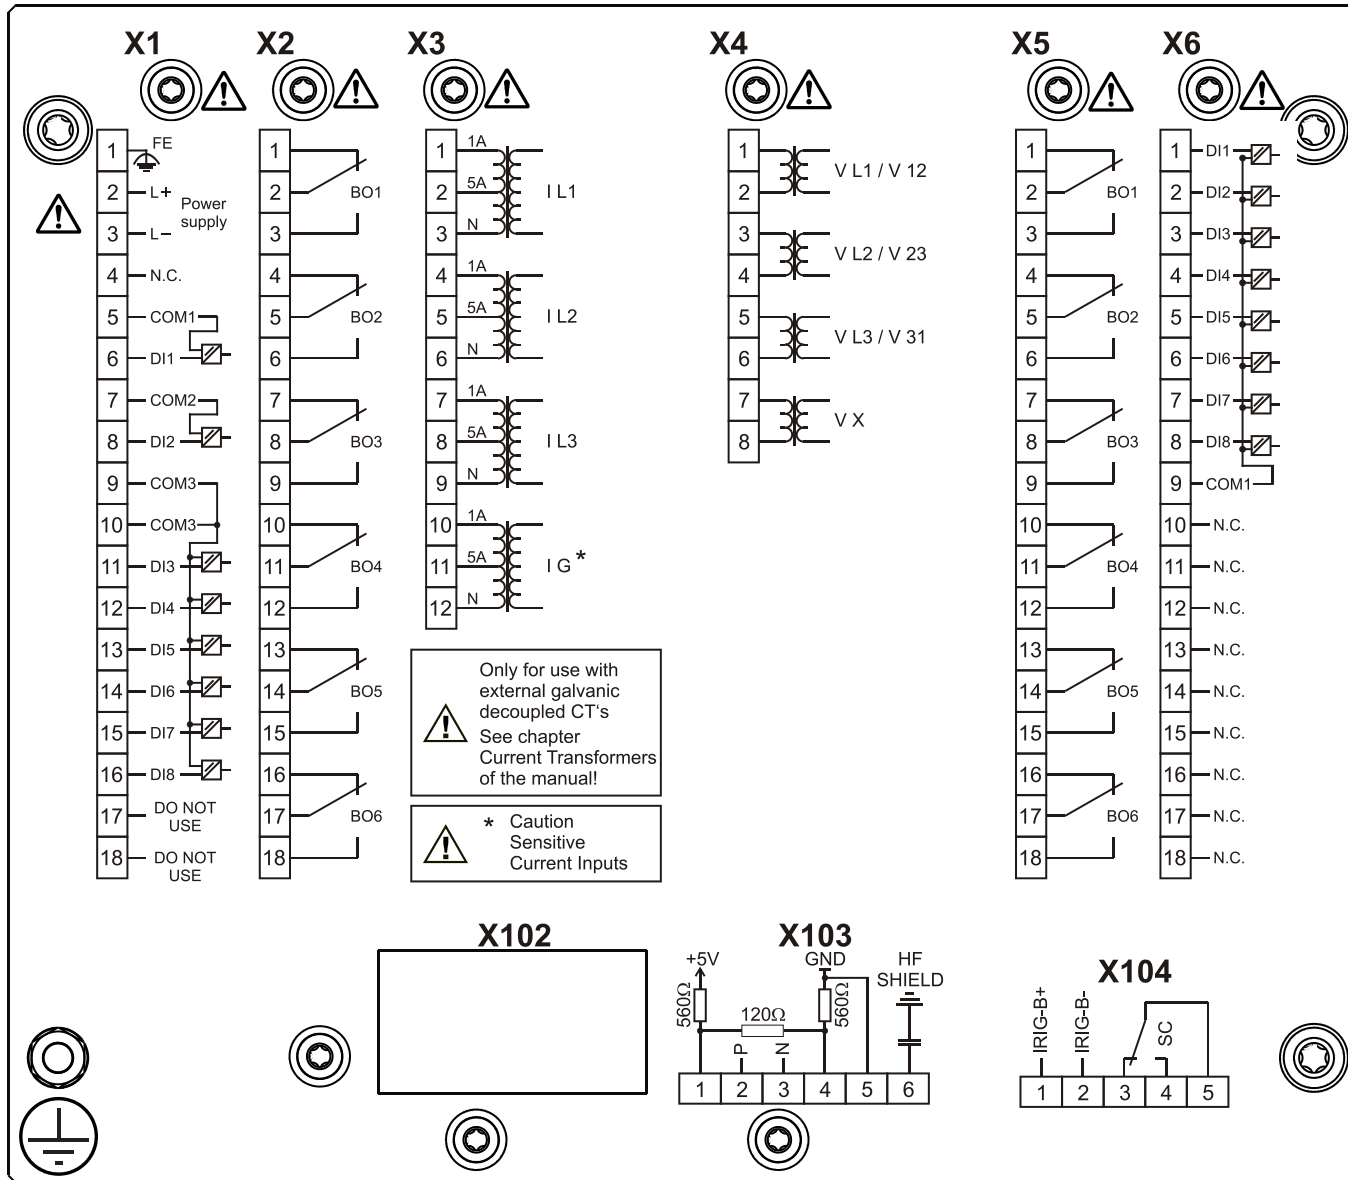 X1
X2
X3
X4
X5
X6
1
FE
2
L+
Power
supply
3
L−
4
N.C.
5
COM1
6
DI1
7
COM2
8
DI2
9
COM3
10
COM3
11
DI3
12
DI4
13
DI5
14
DI6
15
DI7
16
DI8
17
DO NOT
USE
18
DO NOT
USE
1
2
BO1
3
4
5
BO2
6
7
8
BO3
9
10
11
BO4
12
13
14
BO5
15
16
17
BO6
18
1
1A
2
5A
I L1
3
N
4
1A
5
5A
I L2
6
N
7
1A
8
5A
I L3
9
N
10
1A
11
5A
I G *
12
N
Only for use with
external galvanic
decoupled CT‘s
See chapter
Current Transformers
of the manual!
* Caution
Sensitive
Current Inputs
1
V L1 / V 12
2
3
V L2 / V 23
4
5
V L3 / V 31
6
7
V X
8
1
2
BO1
3
4
5
BO2
6
7
8
BO3
9
10
11
BO4
12
13
14
BO5
15
16
17
BO6
18
1
DI1
2
DI2
3
DI3
4
DI4
5
DI5
6
DI6
7
DI7
8
DI8
9
COM1
10
N.C.
11
N.C.
12
N.C.
13
N.C.
14
N.C.
15
N.C.
16
N.C.
17
N.C.
18
N.C.
X102
X103
+5V
GND
HF
SHIELD
560Ω
120Ω
560Ω
P
N
1 2 3 4 5 6
X104
IRIG-B+
IRIG-B-
SC
1 2 3 4 5